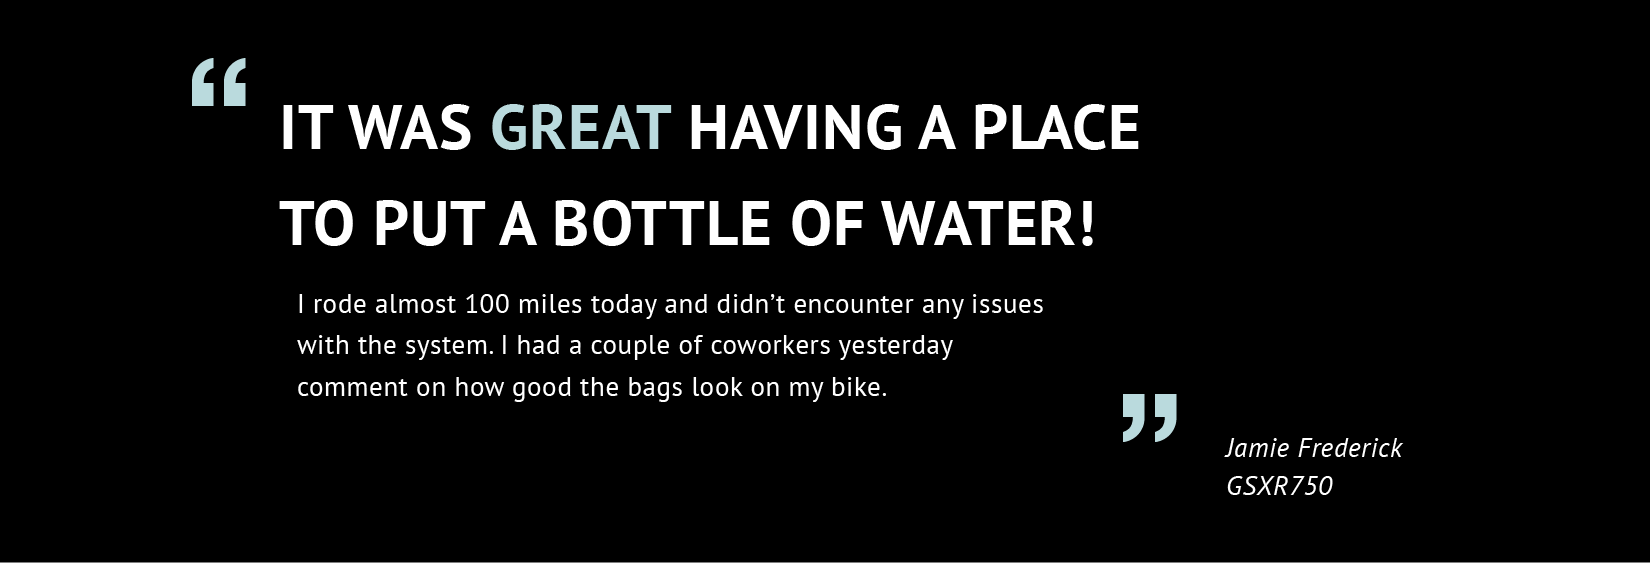 “
IT WAS GREAT HAVING A PLACE
TO PUT A BOTTLE OF WATER!
I rode almost 100 miles today and didn’t encounter any issues
with the system. I had a couple of coworkers yesterday
comment on how good the bags look on my bike.
”
Jamie Frederick
GSXR750